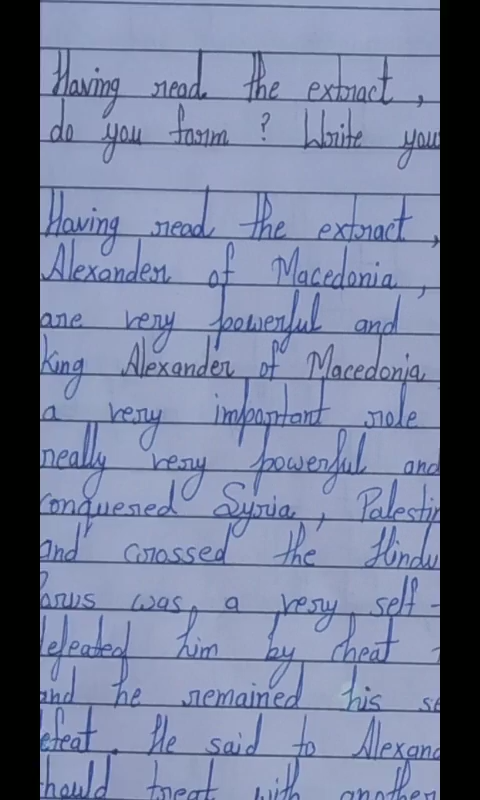 Having read the extract,
do you form ? Write you
Having read the extract,
Alexander of Macedonia,
are very powerful and
king Alexander of Macedonia
a very important role
really very powerful and
conquered Syria, Palestin
and crossed the Hindu
Porus was a very self-
defeated him by cheat
and he remained his se
defeat. He said to Alexand
should treat with another